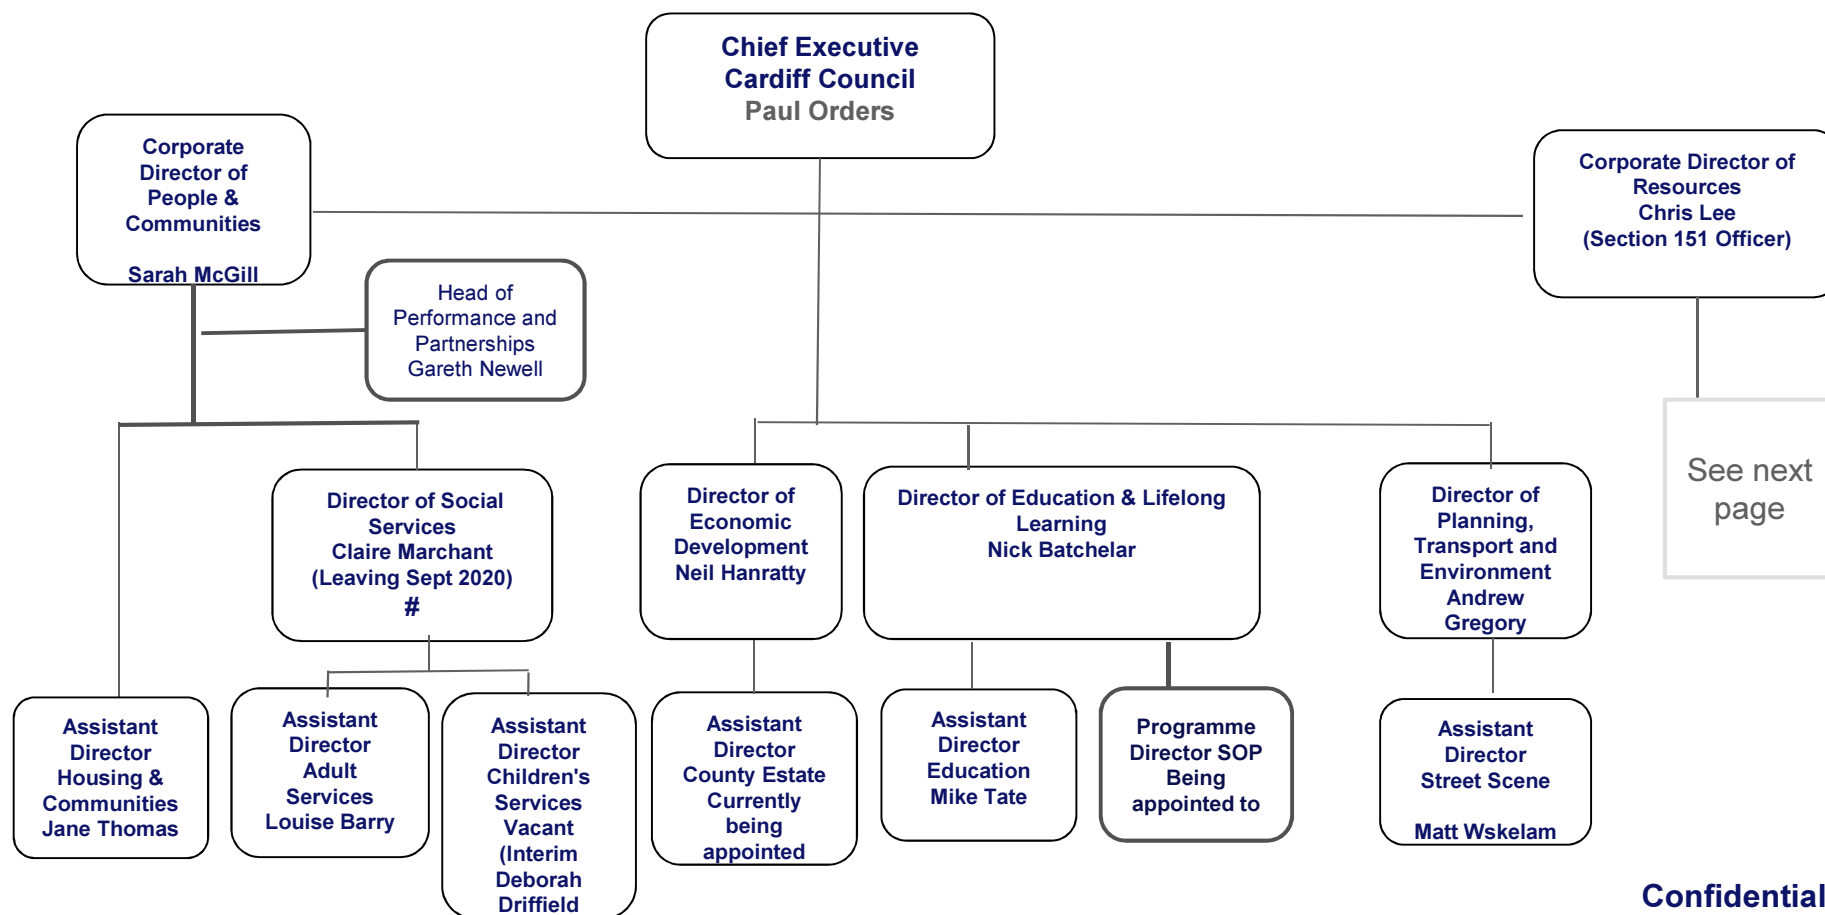 Chief Executive
Cardiff Council
Paul Orders
Corporate
Director of
People &
Communities
Sarah McGill
Corporate Director of
Resources
Chris Lee
(Section 151 Officer)
Head of
Performance and
Partnerships
Gareth Newell
See next
page
Director of Social
Services
Claire Marchant
(Leaving Sept 2020)
#
Director of
Economic
Development
Neil Hanratty
Director of Education & Lifelong
Learning
Nick Batchelar
Director of
Planning,
Transport and
Environment
Andrew
Gregory
Assistant
Director
Housing &
Communities
Jane Thomas
Assistant
Director
Adult
Services
Louise Barry
Assistant
Director
Children's
Services
Vacant
(Interim
Deborah
Driffield
Assistant
Director
County Estate
Currently
being
appointed
Assistant
Director
Education
Mike Tate
Programme
Director SOP
Being
appointed to
Assistant
Director
Street Scene
Matt Wskelam
Confidential